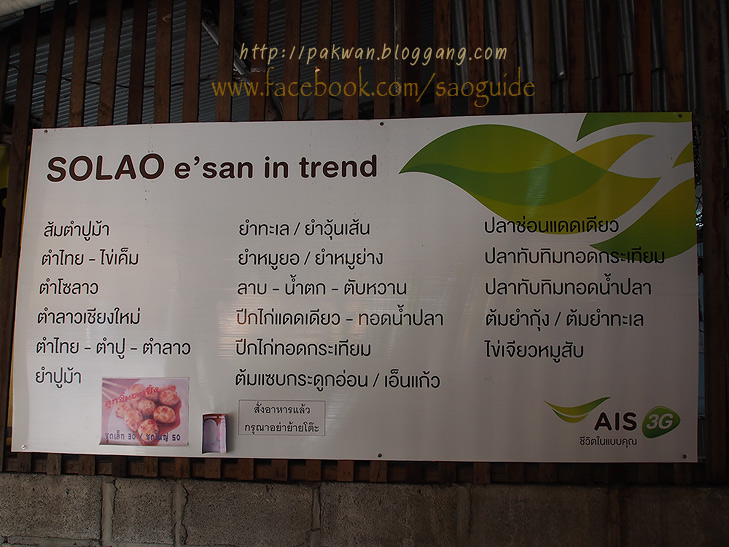 http://pakwan.bloggang.com
www.facebook.com/saoguide
SOLAO e'san in trend
ส้มตำปูม้า
ตำไทย - ไข่เค็ม
ตำโซลาว
ตำลาวเชียงใหม่
ตำไทย - ตำปู - ตำลาว
ยำปูม้า
ยำทะเล / ยำวุ้นเส้น
ยำหมูยอ / ยำหมูย่าง
ลาบ - น้ำตก - ตับหวาน
ปีกไก่แดดเดียว - ทอดน้ำปลา
ปีกไก่ทอดกระเทียม
ต้มแซบกระดูกอ่อน / เอ็นแก้ว
ปลาช่อนแดดเดียว
ปลาทับทิมทอดกระเทียม
ปลาทับทิมทอดน้ำปลา
ต้มยำกุ้ง / ต้มยำทะเล
ไข่เจียวหมูสับ
ชุดเล็ก 30 / ชุดใหญ่ 50
สั่งอาหารแล้ว
กรุณาอย่าย้ายโต๊ะ
AIS 3G
ชีวิตในแบบคุณ